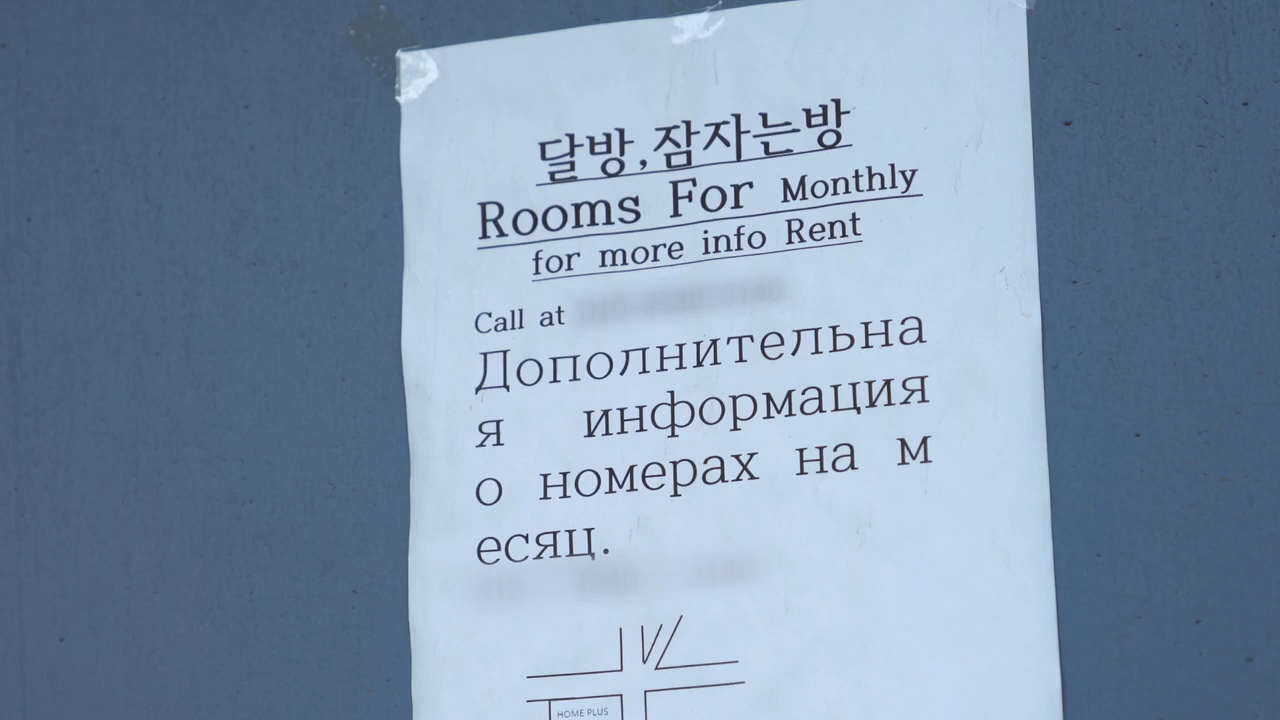 달방,잠자는방
Rooms For Monthly
for more info Rent
Call at
Дополнительна
я информация
о номерах на м
есяц.
HOME PLUS